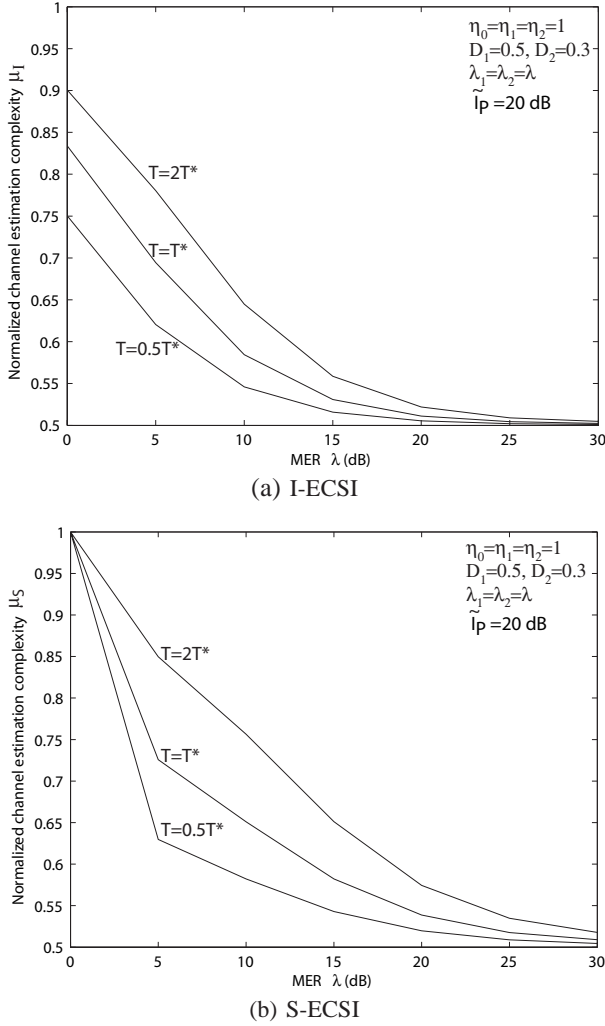 1
0.95
0.9
0.85
0.8
0.75
0.7
0.65
0.6
0.55
0.5
Normalized channel estimation complexity μI
η0=η1=η2=1
D1=0.5, D2=0.3
λ1=λ2=λ
ĨP =20 dB
T=2T*
T=T*
T=0.5T*
0 5 10 15 20 25 30
MER λ (dB)
(a) I-ECSI
1
0.95
0.9
0.85
0.8
0.75
0.7
0.65
0.6
0.55
0.5
Normalized channel estimation complexity μS
η0=η1=η2=1
D1=0.5, D2=0.3
λ1=λ2=λ
ĨP =20 dB
T=2T*
T=T*
T=0.5T*
0 5 10 15 20 25 30
MER λ (dB)
(b) S-ECSI